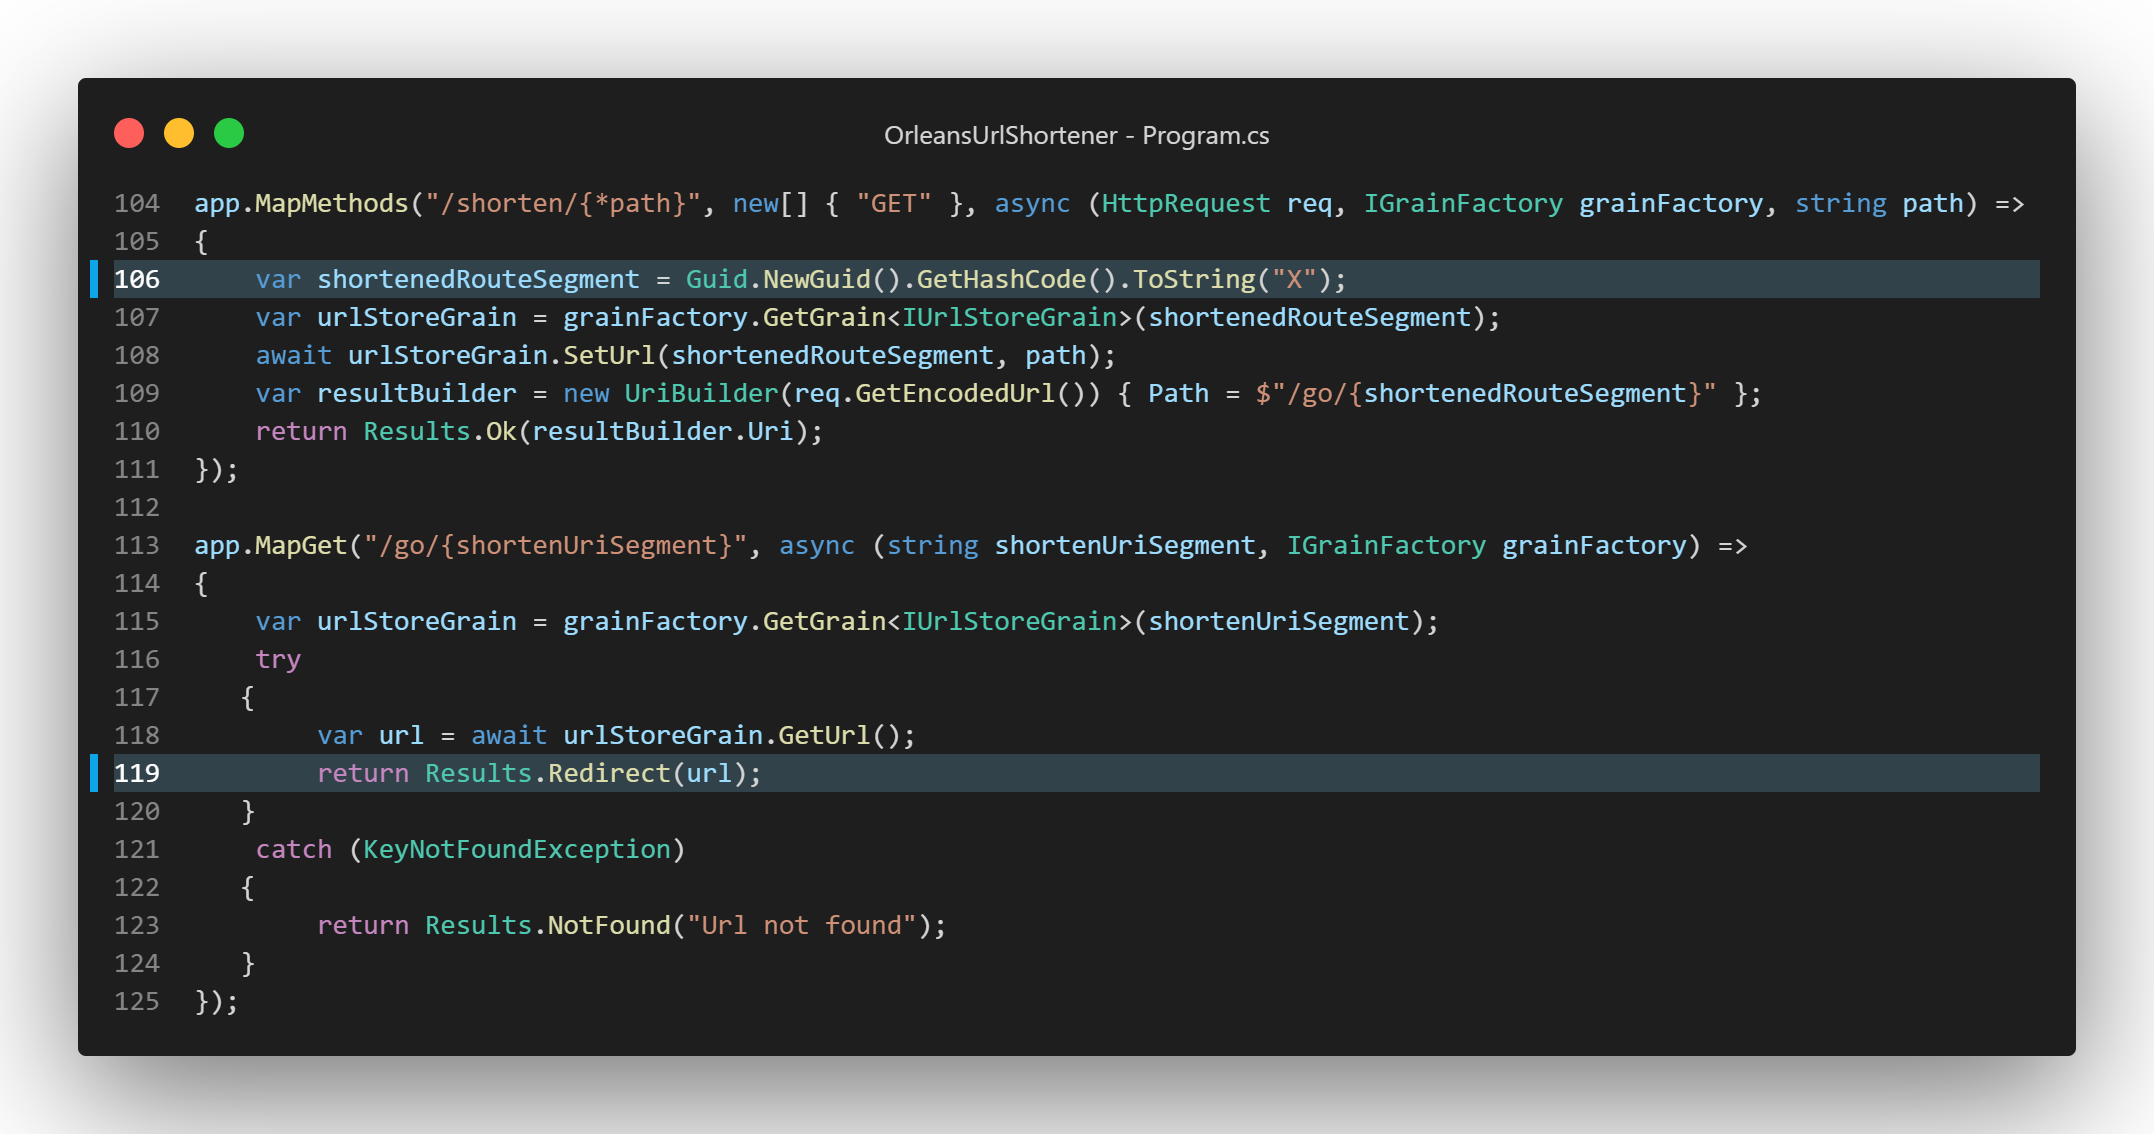 OrleansUrlShortener - Program.cs
104 app.MapMethods("/shorten/{*path}", new[] { "GET" }, async (HttpRequest req, IGrainFactory grainFactory, string path) =>
105 {
106     var shortenedRouteSegment = Guid.NewGuid().GetHashCode().ToString("X");
107     var urlStoreGrain = grainFactory.GetGrain<IUrlStoreGrain>(shortenedRouteSegment);
108     await urlStoreGrain.SetUrl(shortenedRouteSegment, path);
109     var resultBuilder = new UriBuilder(req.GetEncodedUrl()) { Path = $"/go/{shortenedRouteSegment}" };
110     return Results.Ok(resultBuilder.Uri);
111 });
112
113 app.MapGet("/go/{shortenUriSegment}", async (string shortenUriSegment, IGrainFactory grainFactory) =>
114 {
115     var urlStoreGrain = grainFactory.GetGrain<IUrlStoreGrain>(shortenUriSegment);
116     try
117    {
118         var url = await urlStoreGrain.GetUrl();
119         return Results.Redirect(url);
120    }
121     catch (KeyNotFoundException)
122    {
123         return Results.NotFound("Url not found");
124    }
125 });